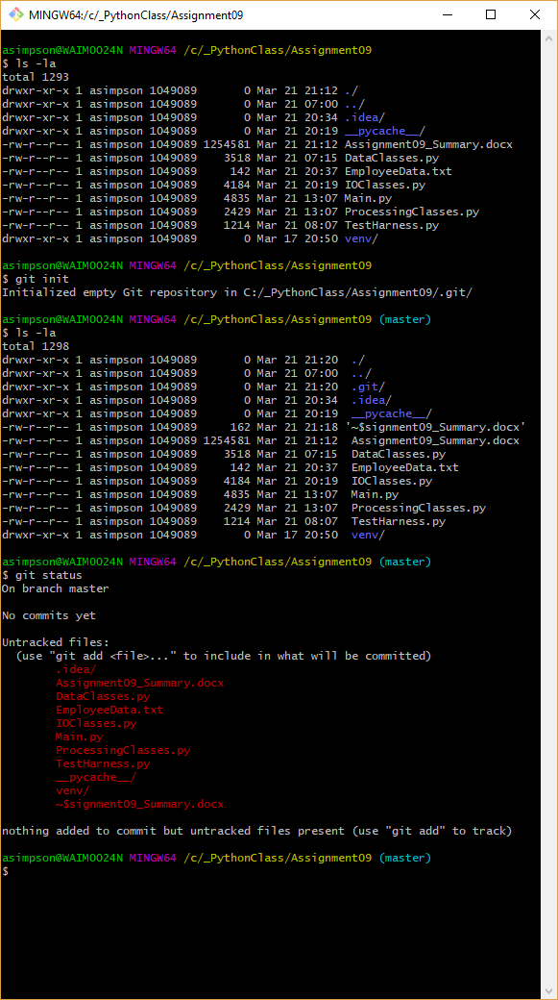 MINGW64:/c/_PythonClass/Assignment09
asimpson@WAIMOO24N MINGW64 /c/_PythonClass/Assignment09
$ ls -la
total 1293
drwxr-xr-x 1 asimpson 1049089       0 Mar 21 21:12 ./
drwxr-xr-x 1 asimpson 1049089       0 Mar 21 07:00 ../
drwxr-xr-x 1 asimpson 1049089       0 Mar 21 20:34 .idea/
drwxr-xr-x 1 asimpson 1049089       0 Mar 21 20:19 __pycache__/
-rw-r--r-- 1 asimpson 1049089 1254581 Mar 21 21:12 Assignment09_Summary.docx
-rw-r--r-- 1 asimpson 1049089    3518 Mar 21 07:15 DataClasses.py
-rw-r--r-- 1 asimpson 1049089     142 Mar 21 20:37 EmployeeData.txt
-rw-r--r-- 1 asimpson 1049089    4184 Mar 21 20:19 IOClasses.py
-rw-r--r-- 1 asimpson 1049089    4835 Mar 21 13:07 Main.py
-rw-r--r-- 1 asimpson 1049089    2429 Mar 21 13:07 ProcessingClasses.py
-rw-r--r-- 1 asimpson 1049089    1214 Mar 21 08:07 TestHarness.py
drwxr-xr-x 1 asimpson 1049089       0 Mar 17 20:50 venv/
asimpson@WAIMOO24N MINGW64 /c/_PythonClass/Assignment09
$ git init
Initialized empty Git repository in C:/_PythonClass/Assignment09/.git/
asimpson@WAIMOO24N MINGW64 /c/_PythonClass/Assignment09 (master)
$ ls -la
total 1298
drwxr-xr-x 1 asimpson 1049089       0 Mar 21 21:20  ./
drwxr-xr-x 1 asimpson 1049089       0 Mar 21 07:00  ../
drwxr-xr-x 1 asimpson 1049089       0 Mar 21 21:20  .git/
drwxr-xr-x 1 asimpson 1049089       0 Mar 21 20:34  .idea/
drwxr-xr-x 1 asimpson 1049089       0 Mar 21 20:19  __pycache__/
-rw-r--r-- 1 asimpson 1049089     162 Mar 21 21:18 '~$signment09_Summary.docx'
-rw-r--r-- 1 asimpson 1049089 1254581 Mar 21 21:12  Assignment09_Summary.docx
-rw-r--r-- 1 asimpson 1049089    3518 Mar 21 07:15  DataClasses.py
-rw-r--r-- 1 asimpson 1049089     142 Mar 21 20:37  EmployeeData.txt
-rw-r--r-- 1 asimpson 1049089    4184 Mar 21 20:19  IOClasses.py
-rw-r--r-- 1 asimpson 1049089    4835 Mar 21 13:07  Main.py
-rw-r--r-- 1 asimpson 1049089    2429 Mar 21 13:07  ProcessingClasses.py
-rw-r--r-- 1 asimpson 1049089    1214 Mar 21 08:07  TestHarness.py
drwxr-xr-x 1 asimpson 1049089       0 Mar 17 20:50  venv/
asimpson@WAIMOO24N MINGW64 /c/_PythonClass/Assignment09 (master)
$ git status
On branch master
No commits yet
Untracked files:
  (use "git add <file>..." to include in what will be committed)
        .idea/
        Assignment09_Summary.docx
        DataClasses.py
        EmployeeData.txt
        IOClasses.py
        Main.py
        ProcessingClasses.py
        TestHarness.py
        __pycache__/
        venv/
        ~$signment09_Summary.docx
nothing added to commit but untracked files present (use "git add" to track)
asimpson@WAIMOO24N MINGW64 /c/_PythonClass/Assignment09 (master)
$